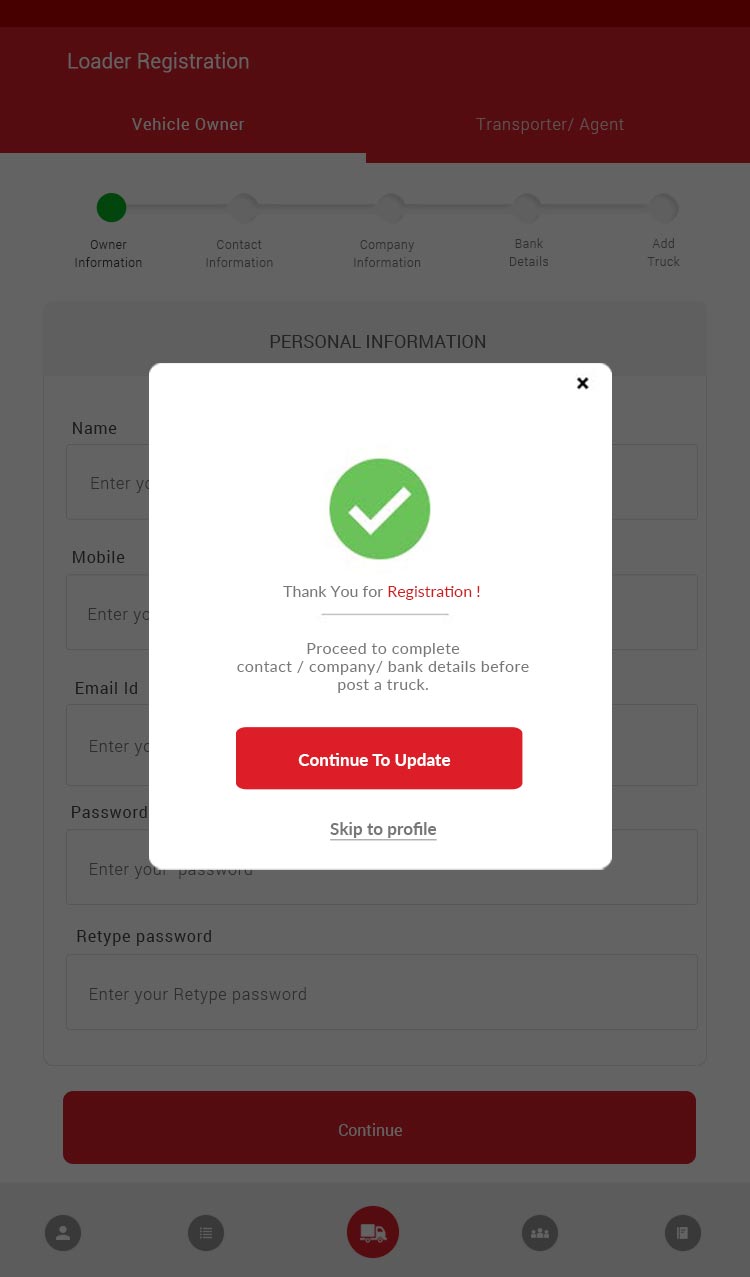 Loader Registration
Vehicle Owner
Transporter/ Agent
Owner
Information
Contact
Information
Company
Information
Bank
Details
Add
Truck
PERSONAL INFORMATION
Name
Enter yo
Mobile
Enter yo
Email Id
Enter yo
Password
Enter your password
Retype password
Enter your Retype password
Continue
Thank You for Registration !
Proceed to complete
contact / company/ bank details before
post a truck.
Continue To Update
Skip to profile